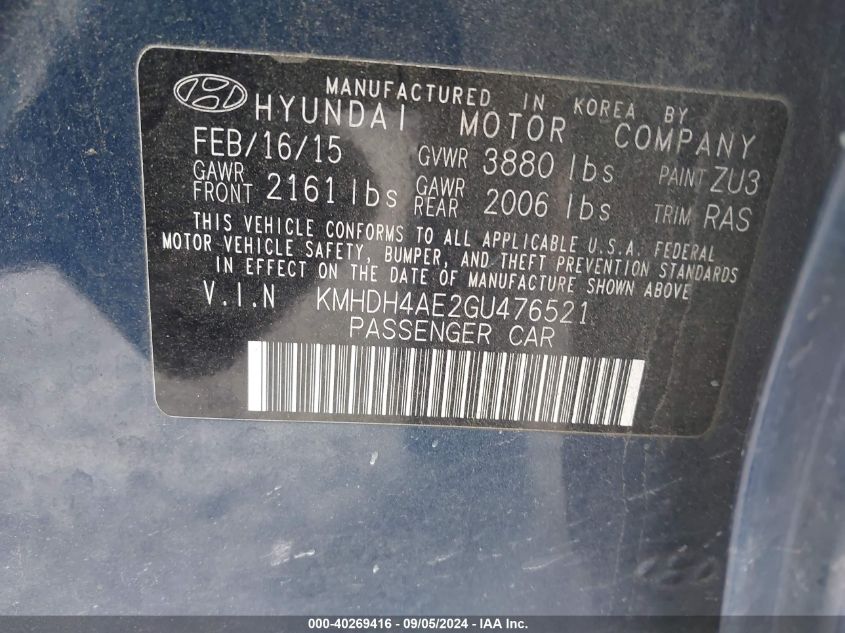 MANUFACTURED IN KOREA BY
HYUNDAI MOTOR COMPANY
FEB/16/15 GVWR 3880 lbs PAINT ZU3
GAWR FRONT 2161 lbs GAWR REAR 2006 lbs TRIM RAS
THIS VEHICLE CONFORMS TO ALL APPLICABLE U.S.A. FEDERAL
MOTOR VEHICLE SAFETY, BUMPER, AND THEFT PREVENTION STANDARDS
IN EFFECT ON THE DATE OF MANUFACTURE SHOWN ABOVE
V.I.N KMHDH4AE2GU476521
PASSENGER CAR
000-40269416 - 09/05/2024 - IAA Inc.